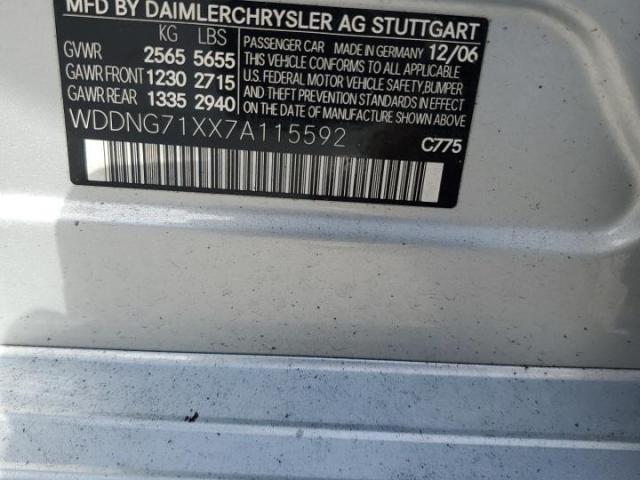 MFD BY DAIMLERCHRYSLER AG STUTTGART
KG LBS
GVWR 2565 5655
GAWR FRONT 1230 2715
GAWR REAR 1335 2940
PASSENGER CAR MADE IN GERMANY 12/06
THIS VEHICLE CONFORMS TO ALL APPLICABLE
U.S. FEDERAL MOTOR VEHICLE SAFETY, BUMPER
AND THEFT PREVENTION STANDARDS IN EFFECT
ON THE DATE OF MANUFACTURE SHOWN ABOVE.
WDDNG71XX7A115592
C775